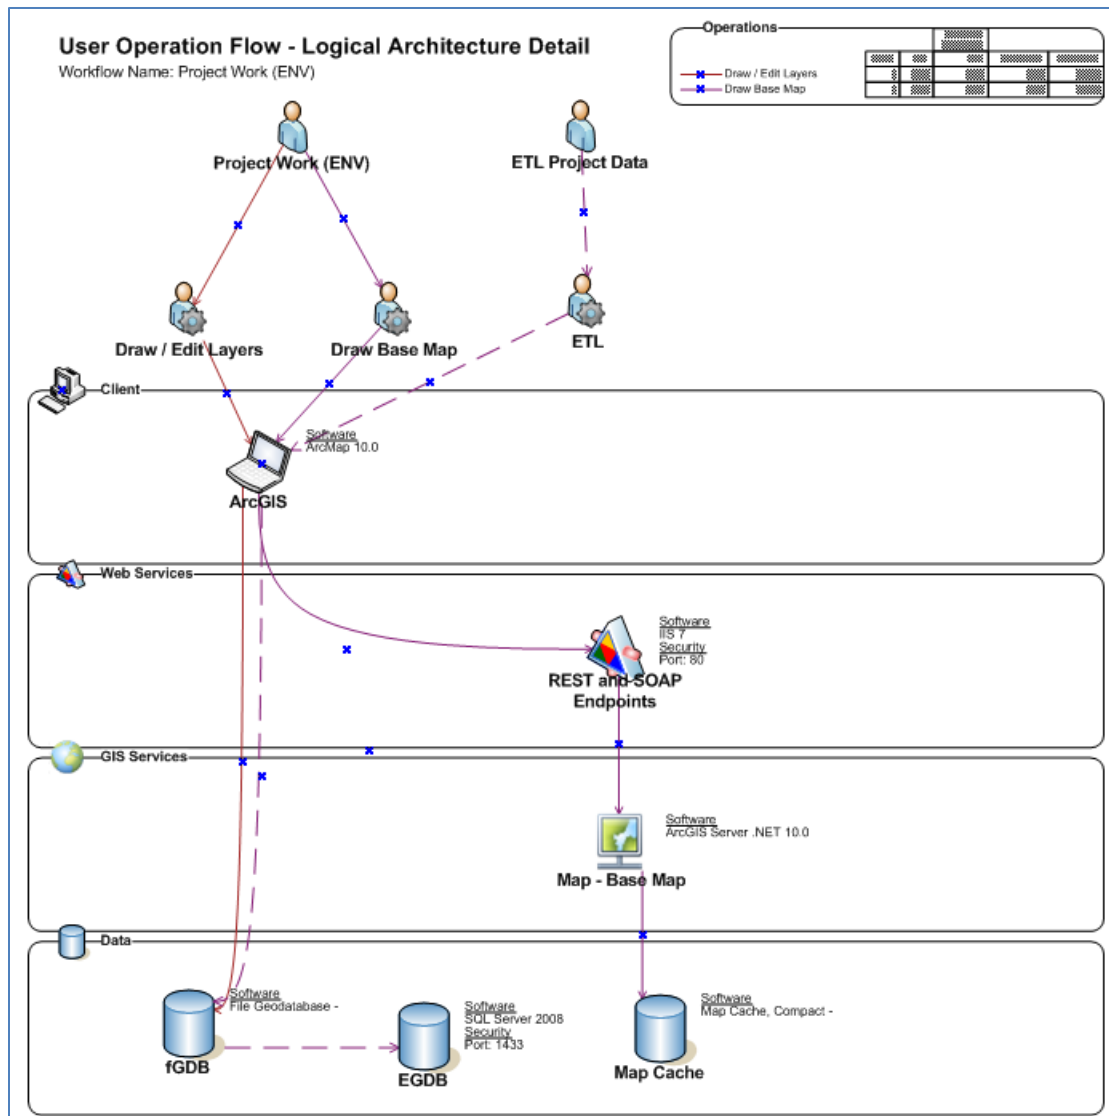 User Operation Flow - Logical Architecture Detail
Workflow Name: Project Work (ENV)
Operations
Draw / Edit Layers
Draw Base Map
Project Work (ENV)
ETL Project Data
Draw / Edit Layers
Draw Base Map
ETL
Client
Software
ArcMap 10.0
ArcGIS
Web Services
Software
IIS 7
Security
Port: 80
REST and SOAP
Endpoints
GIS Services
Software
ArcGIS Server .NET 10.0
Map - Base Map
Data
Software
File Geodatabase -
fGDB
Software
SQL Server 2008
Security
Port: 1433
EGDB
Software
Map Cache, Compact -
Map Cache